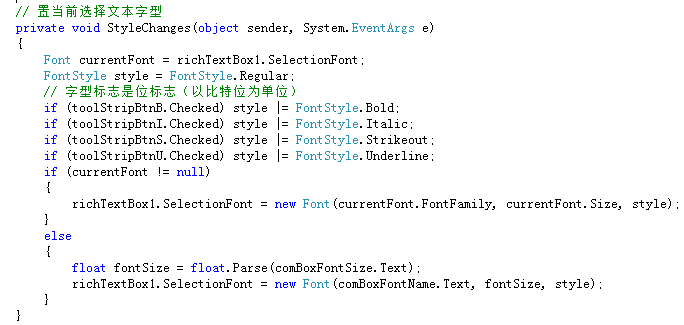 // 置当前选择文本字型
private void StyleChanges(object sender, System.EventArgs e)
{
Font currentFont = richTextBox1.SelectionFont;
FontStyle style = FontStyle.Regular;
// 字型标志是位标志（以比特位为单位）
if (toolStripBtnB.Checked) style |= FontStyle.Bold;
if (toolStripBtnI.Checked) style |= FontStyle.Italic;
if (toolStripBtnS.Checked) style |= FontStyle.Strikeout;
if (toolStripBtnU.Checked) style |= FontStyle.Underline;
if (currentFont != null)
{
richTextBox1.SelectionFont = new Font(currentFont.FontFamily, currentFont.Size, style);
}
else
{
float fontSize = float.Parse(comBoxFontSize.Text);
richTextBox1.SelectionFont = new Font(comBoxFontName.Text, fontSize, style);
}
}